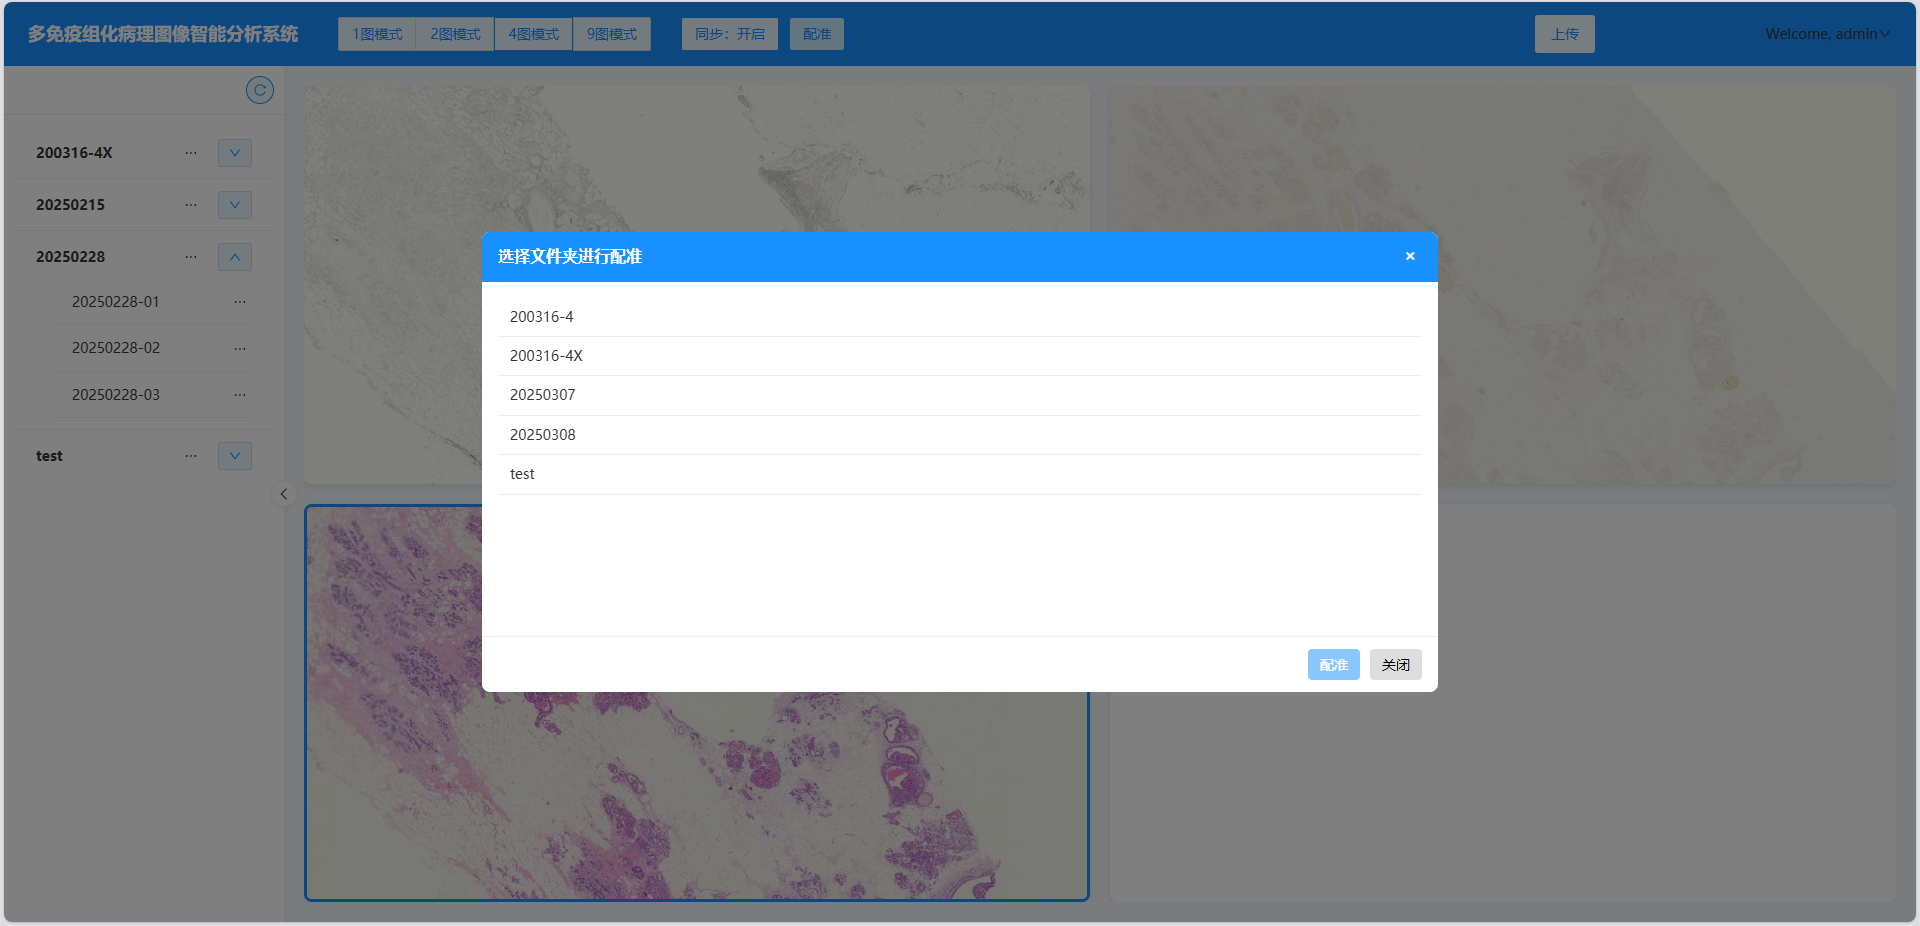 多免疫组化病理图像智能分析系统
1图模式
2图模式
4图模式
9图模式
同步：开启
配准
上传
Welcome, admin
200316-4X
20250215
20250228
20250228-01
20250228-02
20250228-03
test
选择文件夹进行配准
200316-4
200316-4X
20250307
20250308
test
配准
关闭